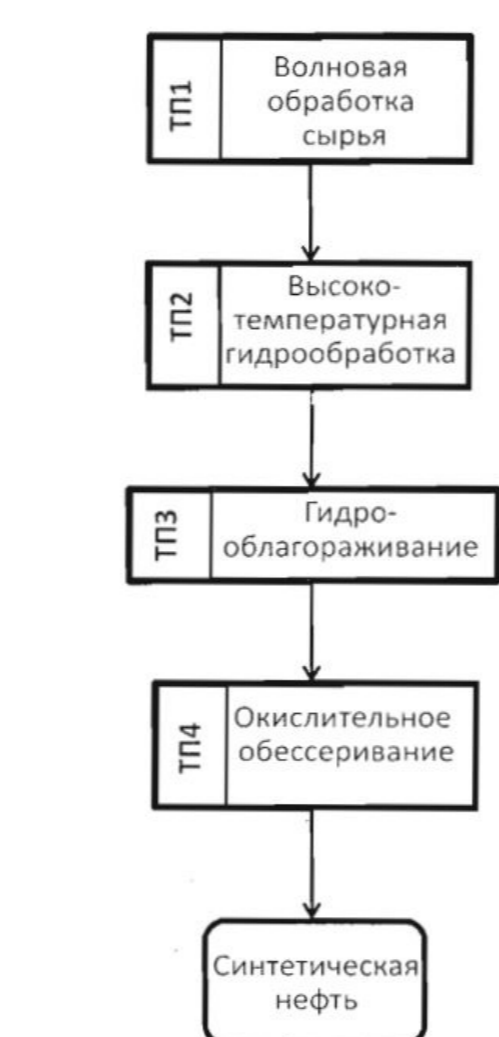 ТП1
Волновая
обработка
сырья
ТП2
Высоко-
температурная
гидрообработка
ТП3
Гидро-
облагораживание
ТП4
Окислительное
обессеривание
Синтетическая
нефть